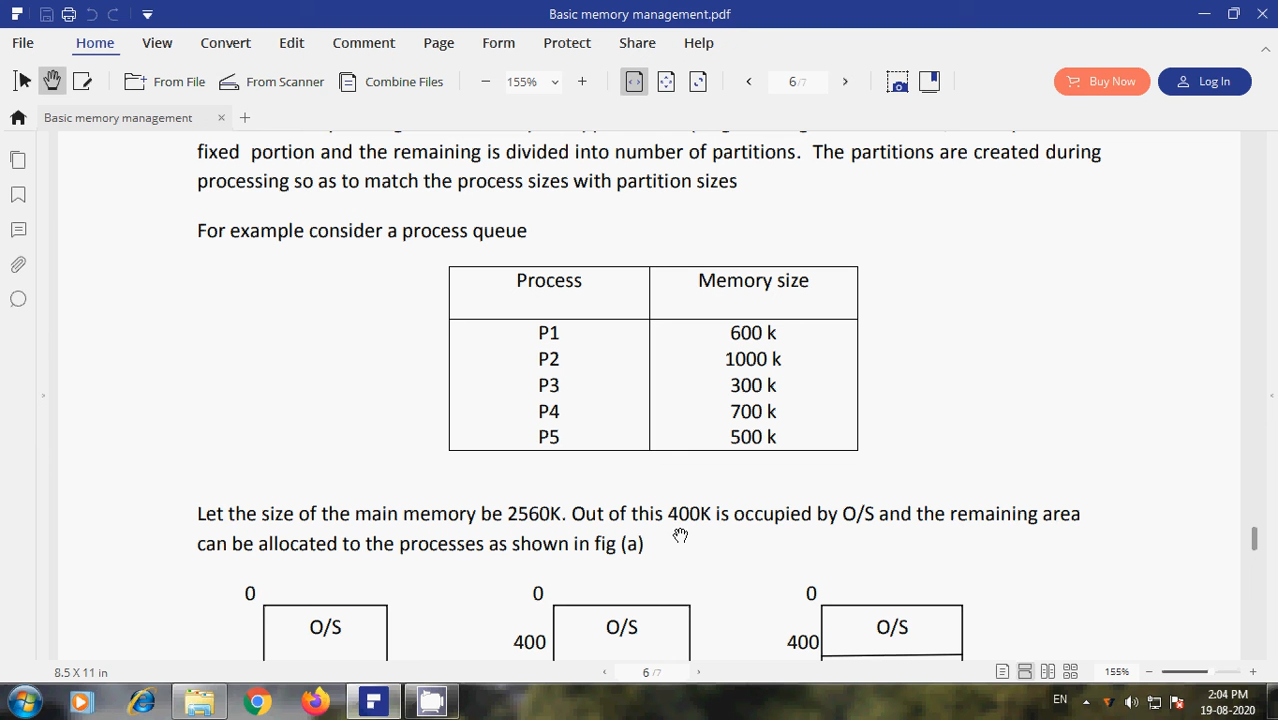 Basic memory management.pdf
File Home View Convert Edit Comment Page Form Protect Share Help
From File From Scanner Combine Files 155% 6/7 Buy Now Log In
Basic memory management
fixed portion and the remaining is divided into number of partitions. The partitions are created during
processing so as to match the process sizes with partition sizes
For example consider a process queue
Process Memory size
P1 600 k
P2 1000 k
P3 300 k
P4 700 k
P5 500 k
Let the size of the main memory be 2560K. Out of this 400K is occupied by O/S and the remaining area
can be allocated to the processes as shown in fig (a)
0 0 0
O/S O/S O/S
400 400
8.5 X 11 in 6/7 155%
EN 2:04 PM
19-08-2020